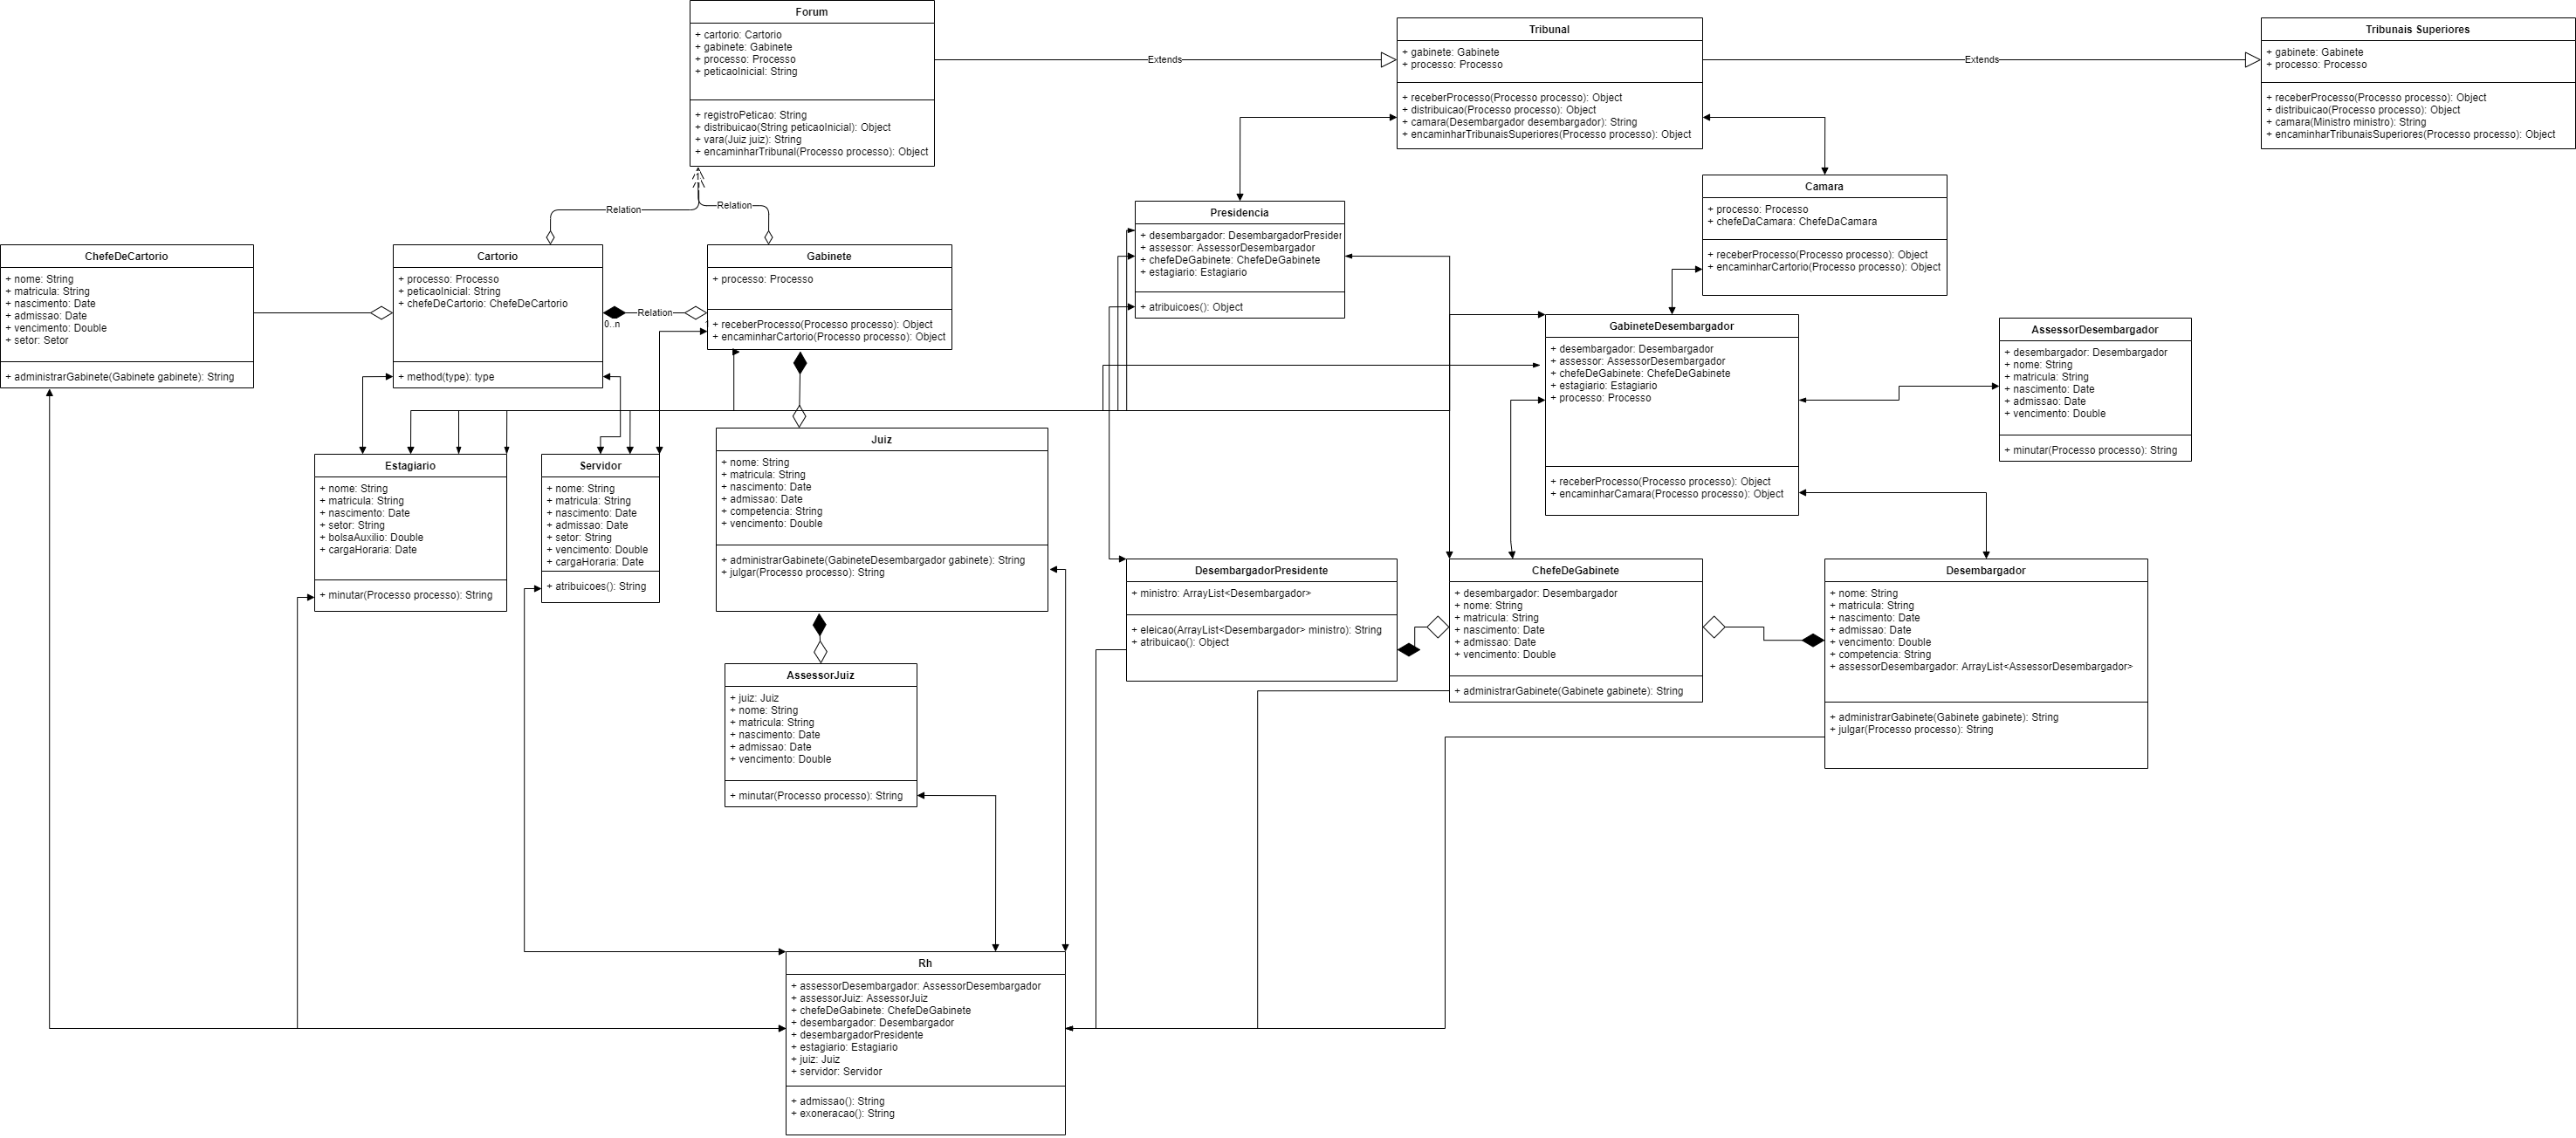 Forum
+ cartorio: Cartorio
+ gabinete: Gabinete
+ processo: Processo
+ peticaoInicial: String
+ registroPeticao: String
+ distribuicao(String peticaoInicial): Object
+ vara(Juiz juiz): String
+ encaminharTribunal(Processo processo): Object
Extends
Tribunal
+ gabinete: Gabinete
+ processo: Processo
+ receberProcesso(Processo processo): Object
+ distribuicao(Processo processo): Object
+ camara(Desembargador desembargador): String
+ encaminharTribunaisSuperiores(Processo processo): Object
Extends
Tribunais Superiores
+ gabinete: Gabinete
+ processo: Processo
+ receberProcesso(Processo processo): Object
+ distribuicao(Processo processo): Object
+ camara(Ministro ministro): String
+ encaminharTribunaisSuperiores(Processo processo): Object
Relation
Relation
Presidencia
+ desembargador: DesembargadorPresider
+ assessor: AssessorDesembargador
+ chefeDeGabinete: ChefeDeGabinete
+ estagiario: Estagiario
+ atribuicoes(): Object
Camara
+ processo: Processo
+ chefeDaCamara: ChefeDaCamara
+ receberProcesso(Processo processo): Object
+ encaminharCartorio(Processo processo): Object
ChefeDeCartorio
+ nome: String
+ matricula: String
+ nascimento: Date
+ admissao: Date
+ vencimento: Double
+ setor: Setor
+ administrarGabinete(Gabinete gabinete): String
Cartorio
+ processo: Processo
+ peticaoInicial: String
+ chefeDeCartorio: ChefeDeCartorio
+ method(type): type
Relation
0..n
1
Gabinete
+ processo: Processo
+ receberProcesso(Processo processo): Object
+ encaminharCartorio(Processo processo): Object
GabineteDesembargador
+ desembargador: Desembargador
+ assessor: AssessorDesembargador
+ chefeDeGabinete: ChefeDeGabinete
+ estagiario: Estagiario
+ processo: Processo
+ receberProcesso(Processo processo): Object
+ encaminharCamara(Processo processo): Object
AssessorDesembargador
+ desembargador: Desembargador
+ nome: String
+ matricula: String
+ nascimento: Date
+ admissao: Date
+ vencimento: Double
+ minutar(Processo processo): String
Estagiario
+ nome: String
+ matricula: String
+ nascimento: Date
+ setor: String
+ bolsaAuxilio: Double
+ cargaHoraria: Date
+ minutar(Processo processo): String
Servidor
+ nome: String
+ matricula: String
+ nascimento: Date
+ admissao: Date
+ setor: String
+ vencimento: Double
+ cargaHoraria: Date
+ atribuicoes(): String
Juiz
+ nome: String
+ matricula: String
+ nascimento: Date
+ admissao: Date
+ competencia: String
+ vencimento: Double
+ administrarGabinete(GabineteDesembargador gabinete): String
+ julgar(Processo processo): String
DesembargadorPresidente
+ ministro: ArrayList<Desembargador>
+ eleicao(ArrayList<Desembargador> ministro): String
+ atribuicao(): Object
ChefeDeGabinete
+ desembargador: Desembargador
+ nome: String
+ matricula: String
+ nascimento: Date
+ admissao: Date
+ vencimento: Double
+ administrarGabinete(Gabinete gabinete): String
Desembargador
+ nome: String
+ matricula: String
+ nascimento: Date
+ admissao: Date
+ vencimento: Double
+ competencia: String
+ assessorDesembargador: ArrayList<AssessorDesembargador>
+ administrarGabinete(Gabinete gabinete): String
+ julgar(Processo processo): String
AssessorJuiz
+ juiz: Juiz
+ nome: String
+ matricula: String
+ nascimento: Date
+ admissao: Date
+ vencimento: Double
+ minutar(Processo processo): String
Rh
+ assessorDesembargador: AssessorDesembargador
+ assessorJuiz: AssessorJuiz
+ chefeDeGabinete: ChefeDeGabinete
+ desembargador: Desembargador
+ desembargadorPresidente
+ estagiario: Estagiario
+ juiz: Juiz
+ servidor: Servidor
+ admissao(): String
+ exoneracao(): String